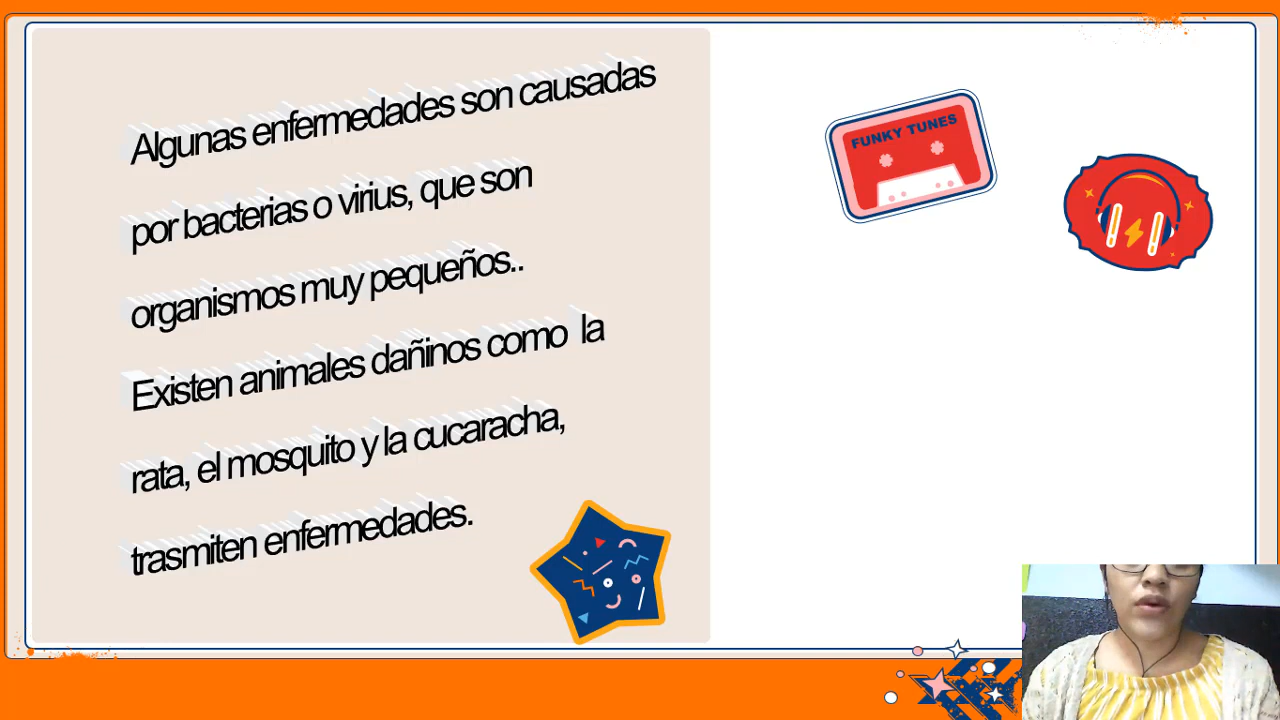 Algunas enfermedades son causadas
por bacterias o virius, que son
organismos muy pequeños..
Existen animales dañinos como la
rata, el mosquito y la cucaracha,
trasmiten enfermedades.
FUNKY TUNES